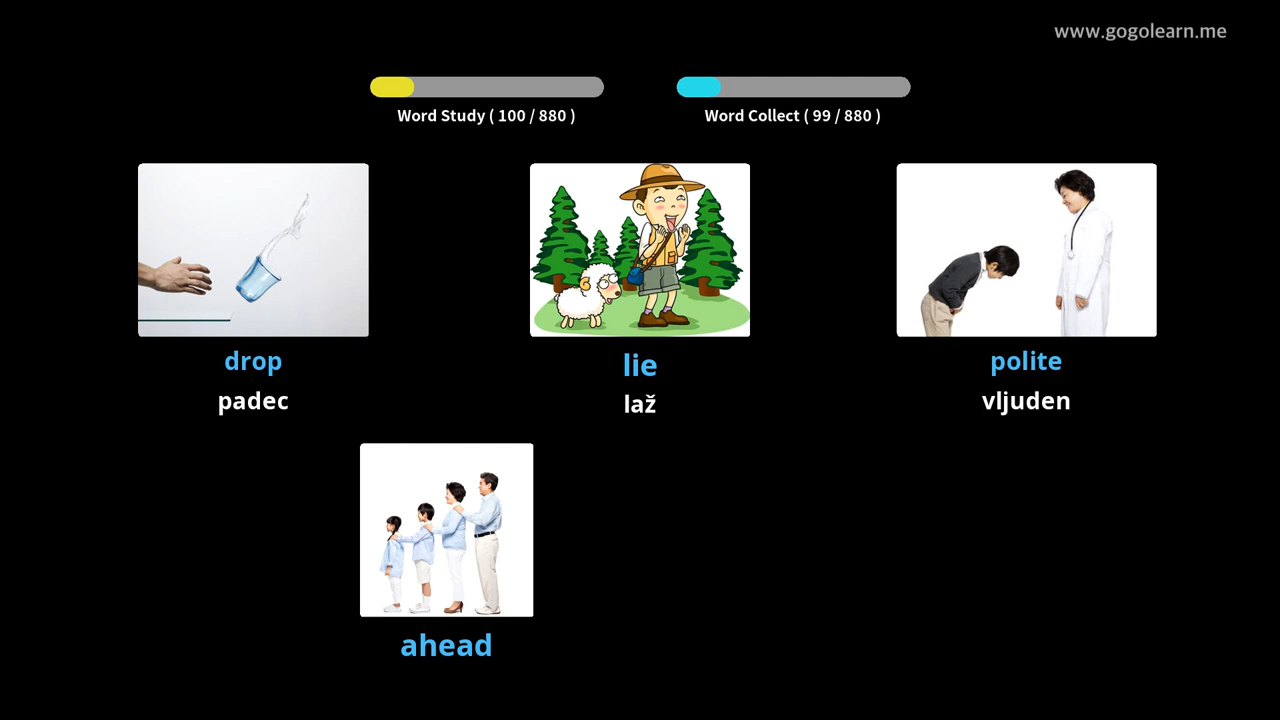 www.gogolearn.me
Word Study ( 100 / 880 )
Word Collect ( 99 / 880 )
drop
lie
polite
padec
laž
vljuden
ahead